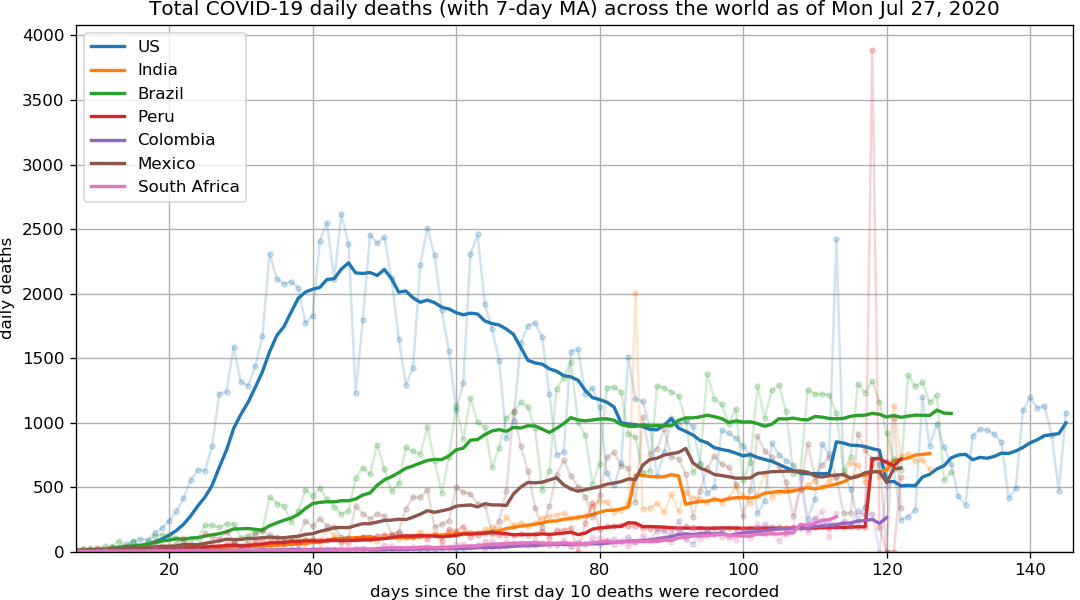 Total COVID-19 daily deaths (with 7-day MA) across the world as of Mon Jul 27, 2020
4000
3500
3000
2500
2000
1500
1000
500
0
daily deaths
US
India
Brazil
Peru
Colombia
Mexico
South Africa
20
40
60
80
100
120
140
days since the first day 10 deaths were recorded